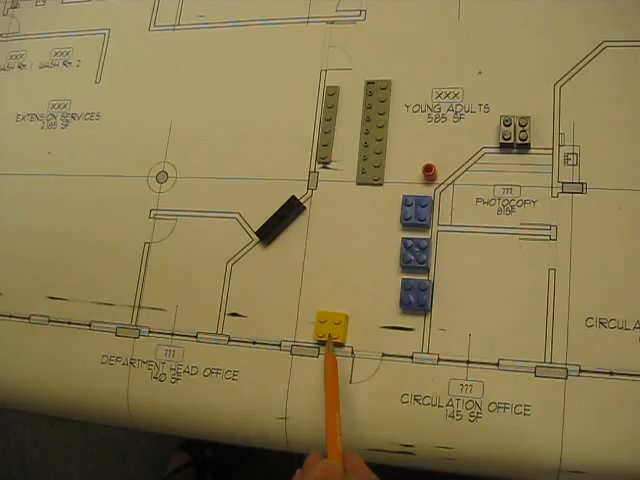 XXX XXX
WASH RM. 1 WASH RM. 2
XXX
EXTENSION SERVICES
XXX
YOUNG ADULTS
585 SF
???
PHOTOCOPY
81SF
???
DEPARTMENT HEAD OFFICE
140 SF
???
CIRCULATION OFFICE
145 SF
CIRCULA